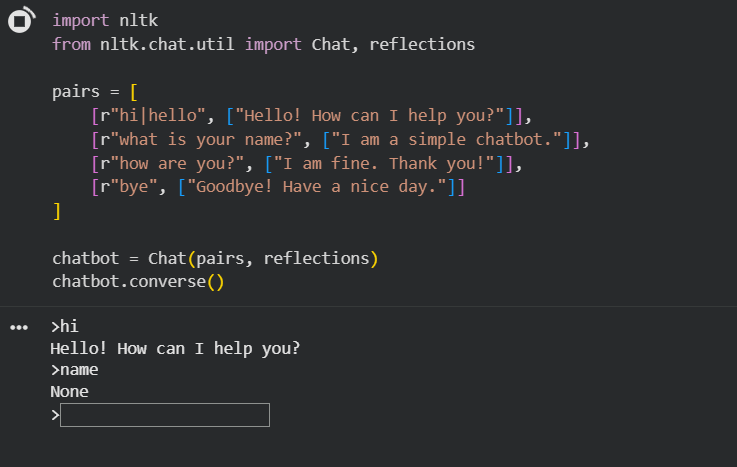 import nltk
from nltk.chat.util import Chat, reflections
pairs = [
[r"hi|hello", ["Hello! How can I help you?"]],
[r"what is your name?", ["I am a simple chatbot."]],
[r"how are you?", ["I am fine. Thank you!"]],
[r"bye", ["Goodbye! Have a nice day."]]
]
chatbot = Chat(pairs, reflections)
chatbot.converse()
>hi
Hello! How can I help you?
>name
None
>